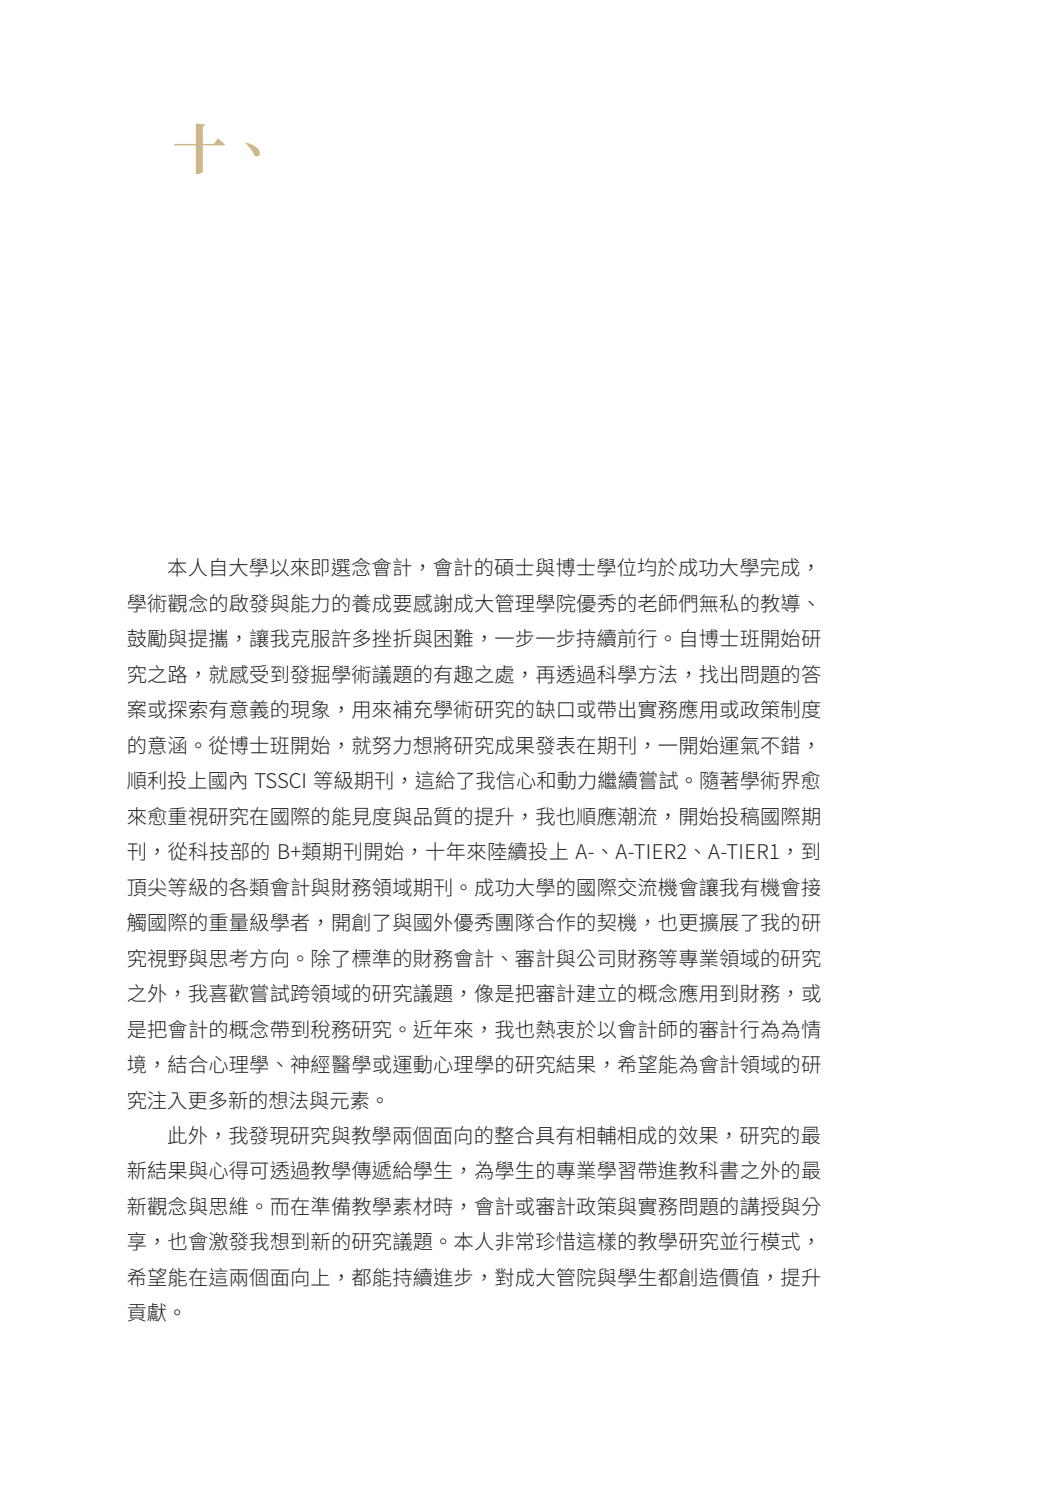 十、
本人自大學以來即選念會計，會計的碩士與博士學位均於成功大學完成，
學術觀念的啟發與能力的養成要感謝成大管理學院優秀的老師們無私的教導、
鼓勵與提攜，讓我克服許多挫折與困難，一步一步持續前行。自博士班開始研
究之路，就感受到發掘學術議題的有趣之處，再透過科學方法，找出問題的答
案或探索有意義的現象，用來補充學術研究的缺口或帶出實務應用或政策制度
的意涵。從博士班開始，就努力想將研究成果發表在期刊，一開始運氣不錯，
順利投上國內 TSSCI 等級期刊，這給了我信心和動力繼續嘗試。隨著學術界愈
來愈重視研究在國際的能見度與品質的提升，我也順應潮流，開始投稿國際期
刊，從科技部的 B+類期刊開始，十年來陸續投上 A-、A-TIER2、A-TIER1，到
頂尖等級的各類會計與財務領域期刊。成功大學的國際交流機會讓我有機會接
觸國際的重量級學者，開創了與國外優秀團隊合作的契機，也更擴展了我的研
究視野與思考方向。除了標準的財務會計、審計與公司財務等專業領域的研究
之外，我喜歡嘗試跨領域的研究議題，像是把審計建立的概念應用到財務，或
是把會計的概念帶到稅務研究。近年來，我也熱衷於以會計師的審計行為為情
境，結合心理學、神經醫學或運動心理學的研究結果，希望能為會計領域的研
究注入更多新的想法與元素。
此外，我發現研究與教學兩個面向的整合具有相輔相成的效果，研究的最
新結果與心得可透過教學傳遞給學生，為學生的專業學習帶進教科書之外的最
新觀念與思維。而在準備教學素材時，會計或審計政策與實務問題的講授與分
享，也會激發我想到新的研究議題。本人非常珍惜這樣的教學研究並行模式，
希望能在這兩個面向上，都能持續進步，對成大管院與學生都創造價值，提升
貢獻。